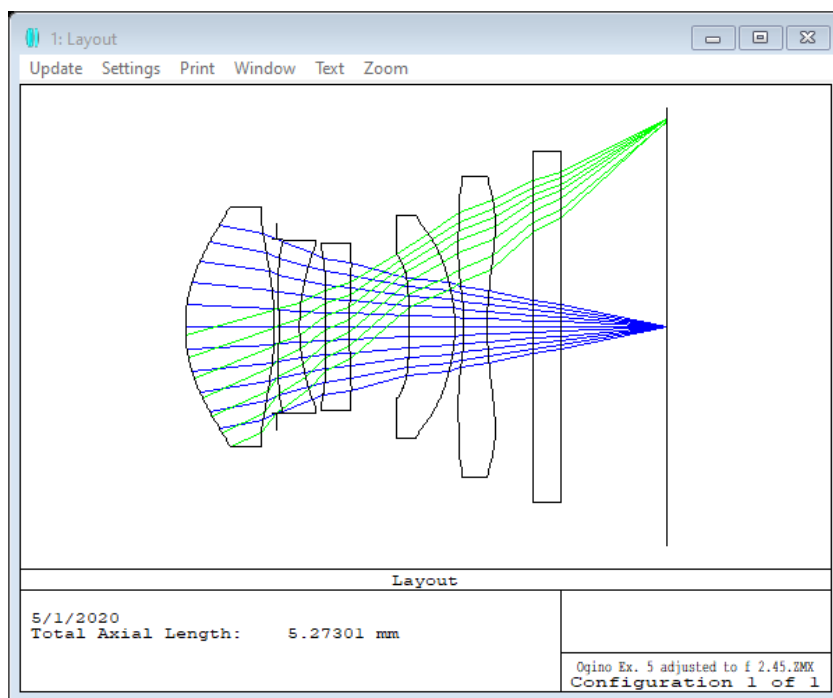 1: Layout
Update Settings Print Window Text Zoom
Layout
5/1/2020
Total Axial Length: 5.27301 mm
Ogino Ex. 5 adjusted to f 2.45.ZMX
Configuration 1 of 1